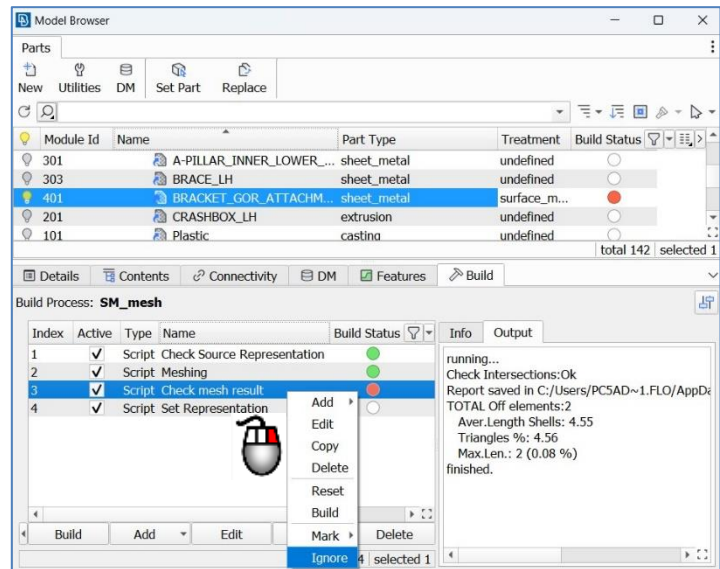 Model Browser
Parts
New Utilities DM Set Part Replace
Module Id Name Part Type Treatment Build Status
301 A-PILLAR_INNER_LOWER_... sheet_metal undefined
303 BRACE_LH sheet_metal undefined
401 BRACKET_GOR_ATTACHM... sheet_metal surface_m...
201 CRASHBOX_LH extrusion undefined
101 Plastic casting undefined
total 142 selected 1
Details Contents Connectivity DM Features Build
Build Process: SM_mesh
Index Active Type Name Build Status
1 Script Check Source Representation
2 Script Meshing
3 Script Check mesh result
4 Script Set Representation
Add
Edit
Copy
Delete
Reset
Build
Mark
Ignore
Build Add Edit Delete
4 selected 1
Info Output
running...
Check Intersections:Ok
Report saved in C:/Users/PC5AD~1.FLO/AppDa
TOTAL Off elements:2
Aver.Length Shells: 4.55
Triangles %: 4.56
Max.Len.: 2 (0.08 %)
finished.